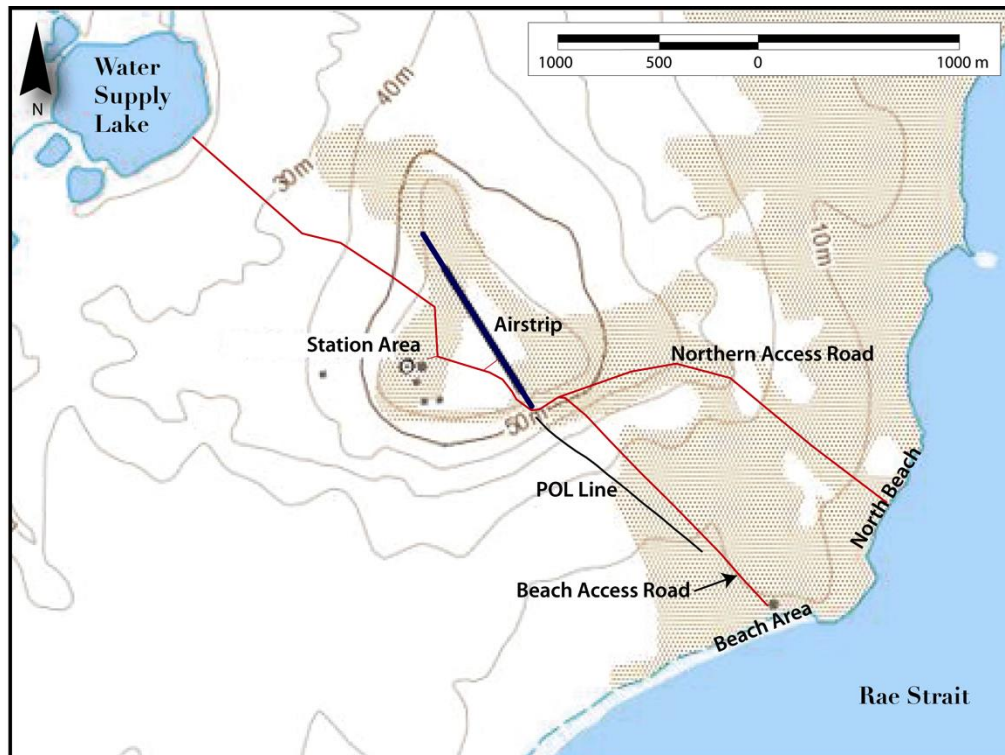 Water
Supply
Lake
N
1000 500 0 1000 m
40m
30m
10m
Airstrip
Station Area
Northern Access Road
50m
POL Line
North Beach
Beach Access Road
Beach Area
Rae Strait